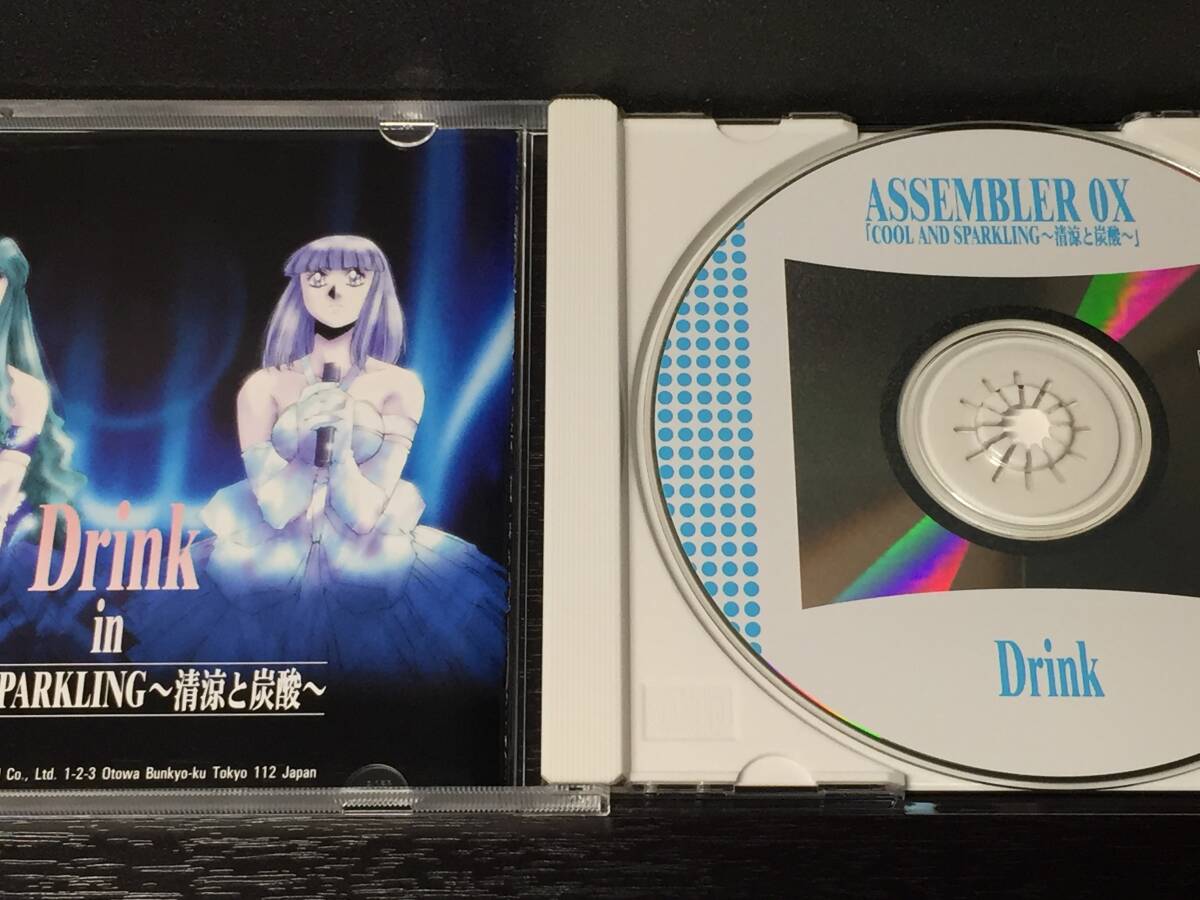 Drink
in
PARKLING〜清涼と炭酸〜
Co., Ltd. 1-2-3 Otowa Bunkyo-ku Tokyo 112 Japan
ASSEMBLER 0X
「COOL AND SPARKLING〜清涼と炭酸〜」
Drink